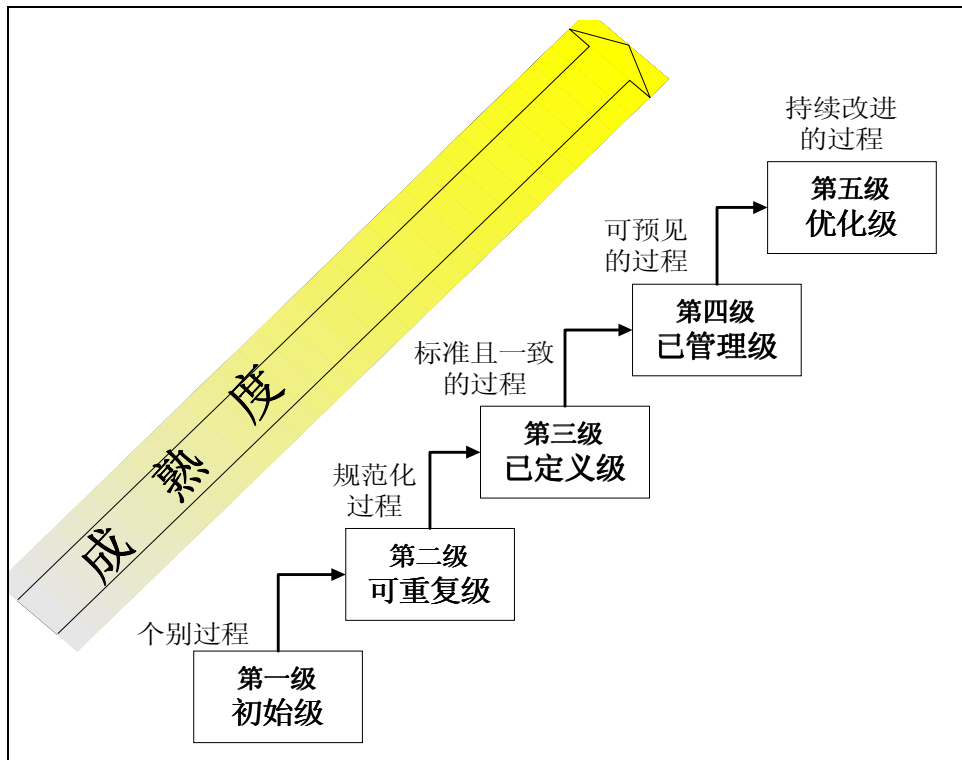 持续改进
的过程
第五级
优化级
可预见
的过程
第四级
已管理级
标准且一致
的过程
第三级
已定义级
规范化
过程
第二级
可重复级
个别过程
第一级
初始级
成熟度